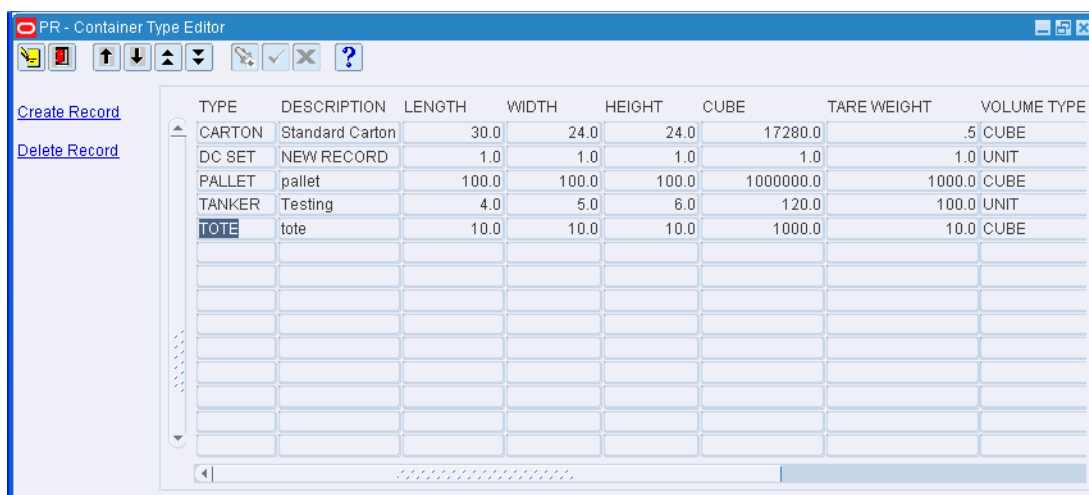 PR - Container Type Editor
?
Create Record
Delete Record
TYPE DESCRIPTION LENGTH WIDTH HEIGHT CUBE TARE WEIGHT VOLUME TYPE
CARTON Standard Carton 30.0 24.0 24.0 17280.0 .5 CUBE
DC SET NEW RECORD 1.0 1.0 1.0 1.0 1.0 UNIT
PALLET pallet 100.0 100.0 100.0 1000000.0 1000.0 CUBE
TANKER Testing 4.0 5.0 6.0 120.0 100.0 UNIT
TOTE tote 10.0 10.0 10.0 1000.0 10.0 CUBE